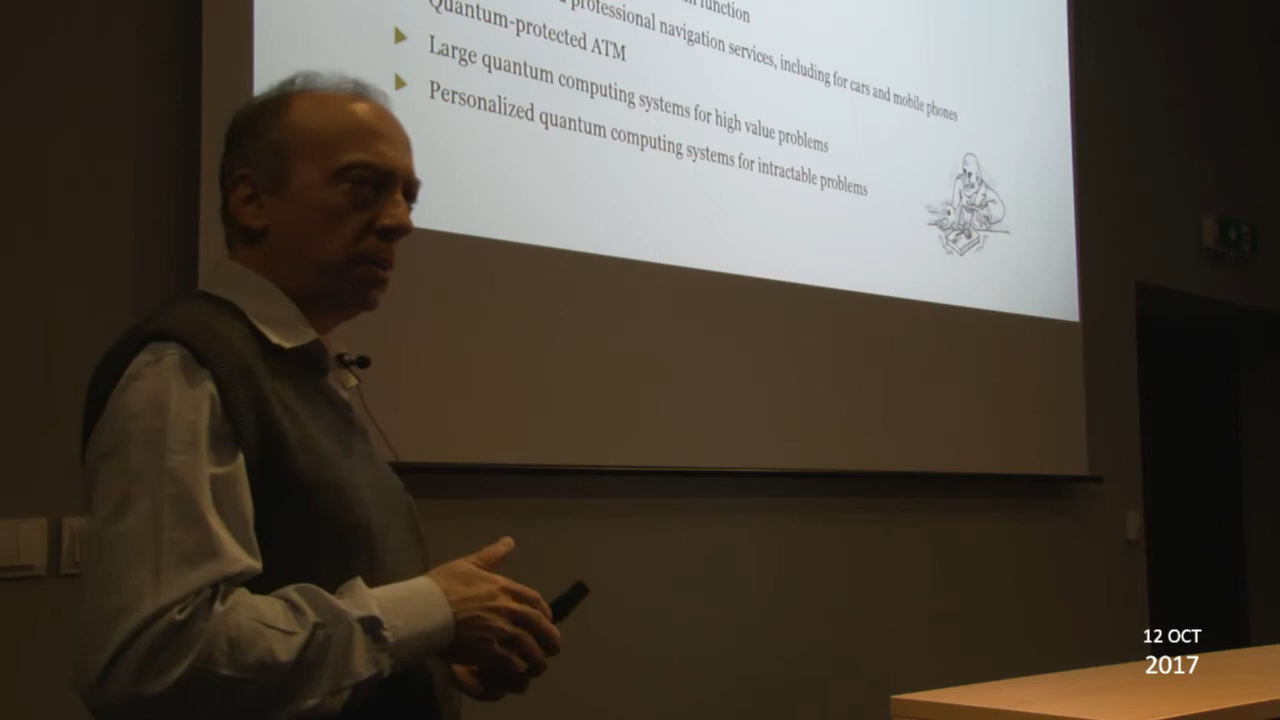 function
professional navigation services, including for cars and mobile phones
Quantum-protected ATM
Large quantum computing systems for high value problems
Personalized quantum computing systems for intractable problems
12 OCT
2017